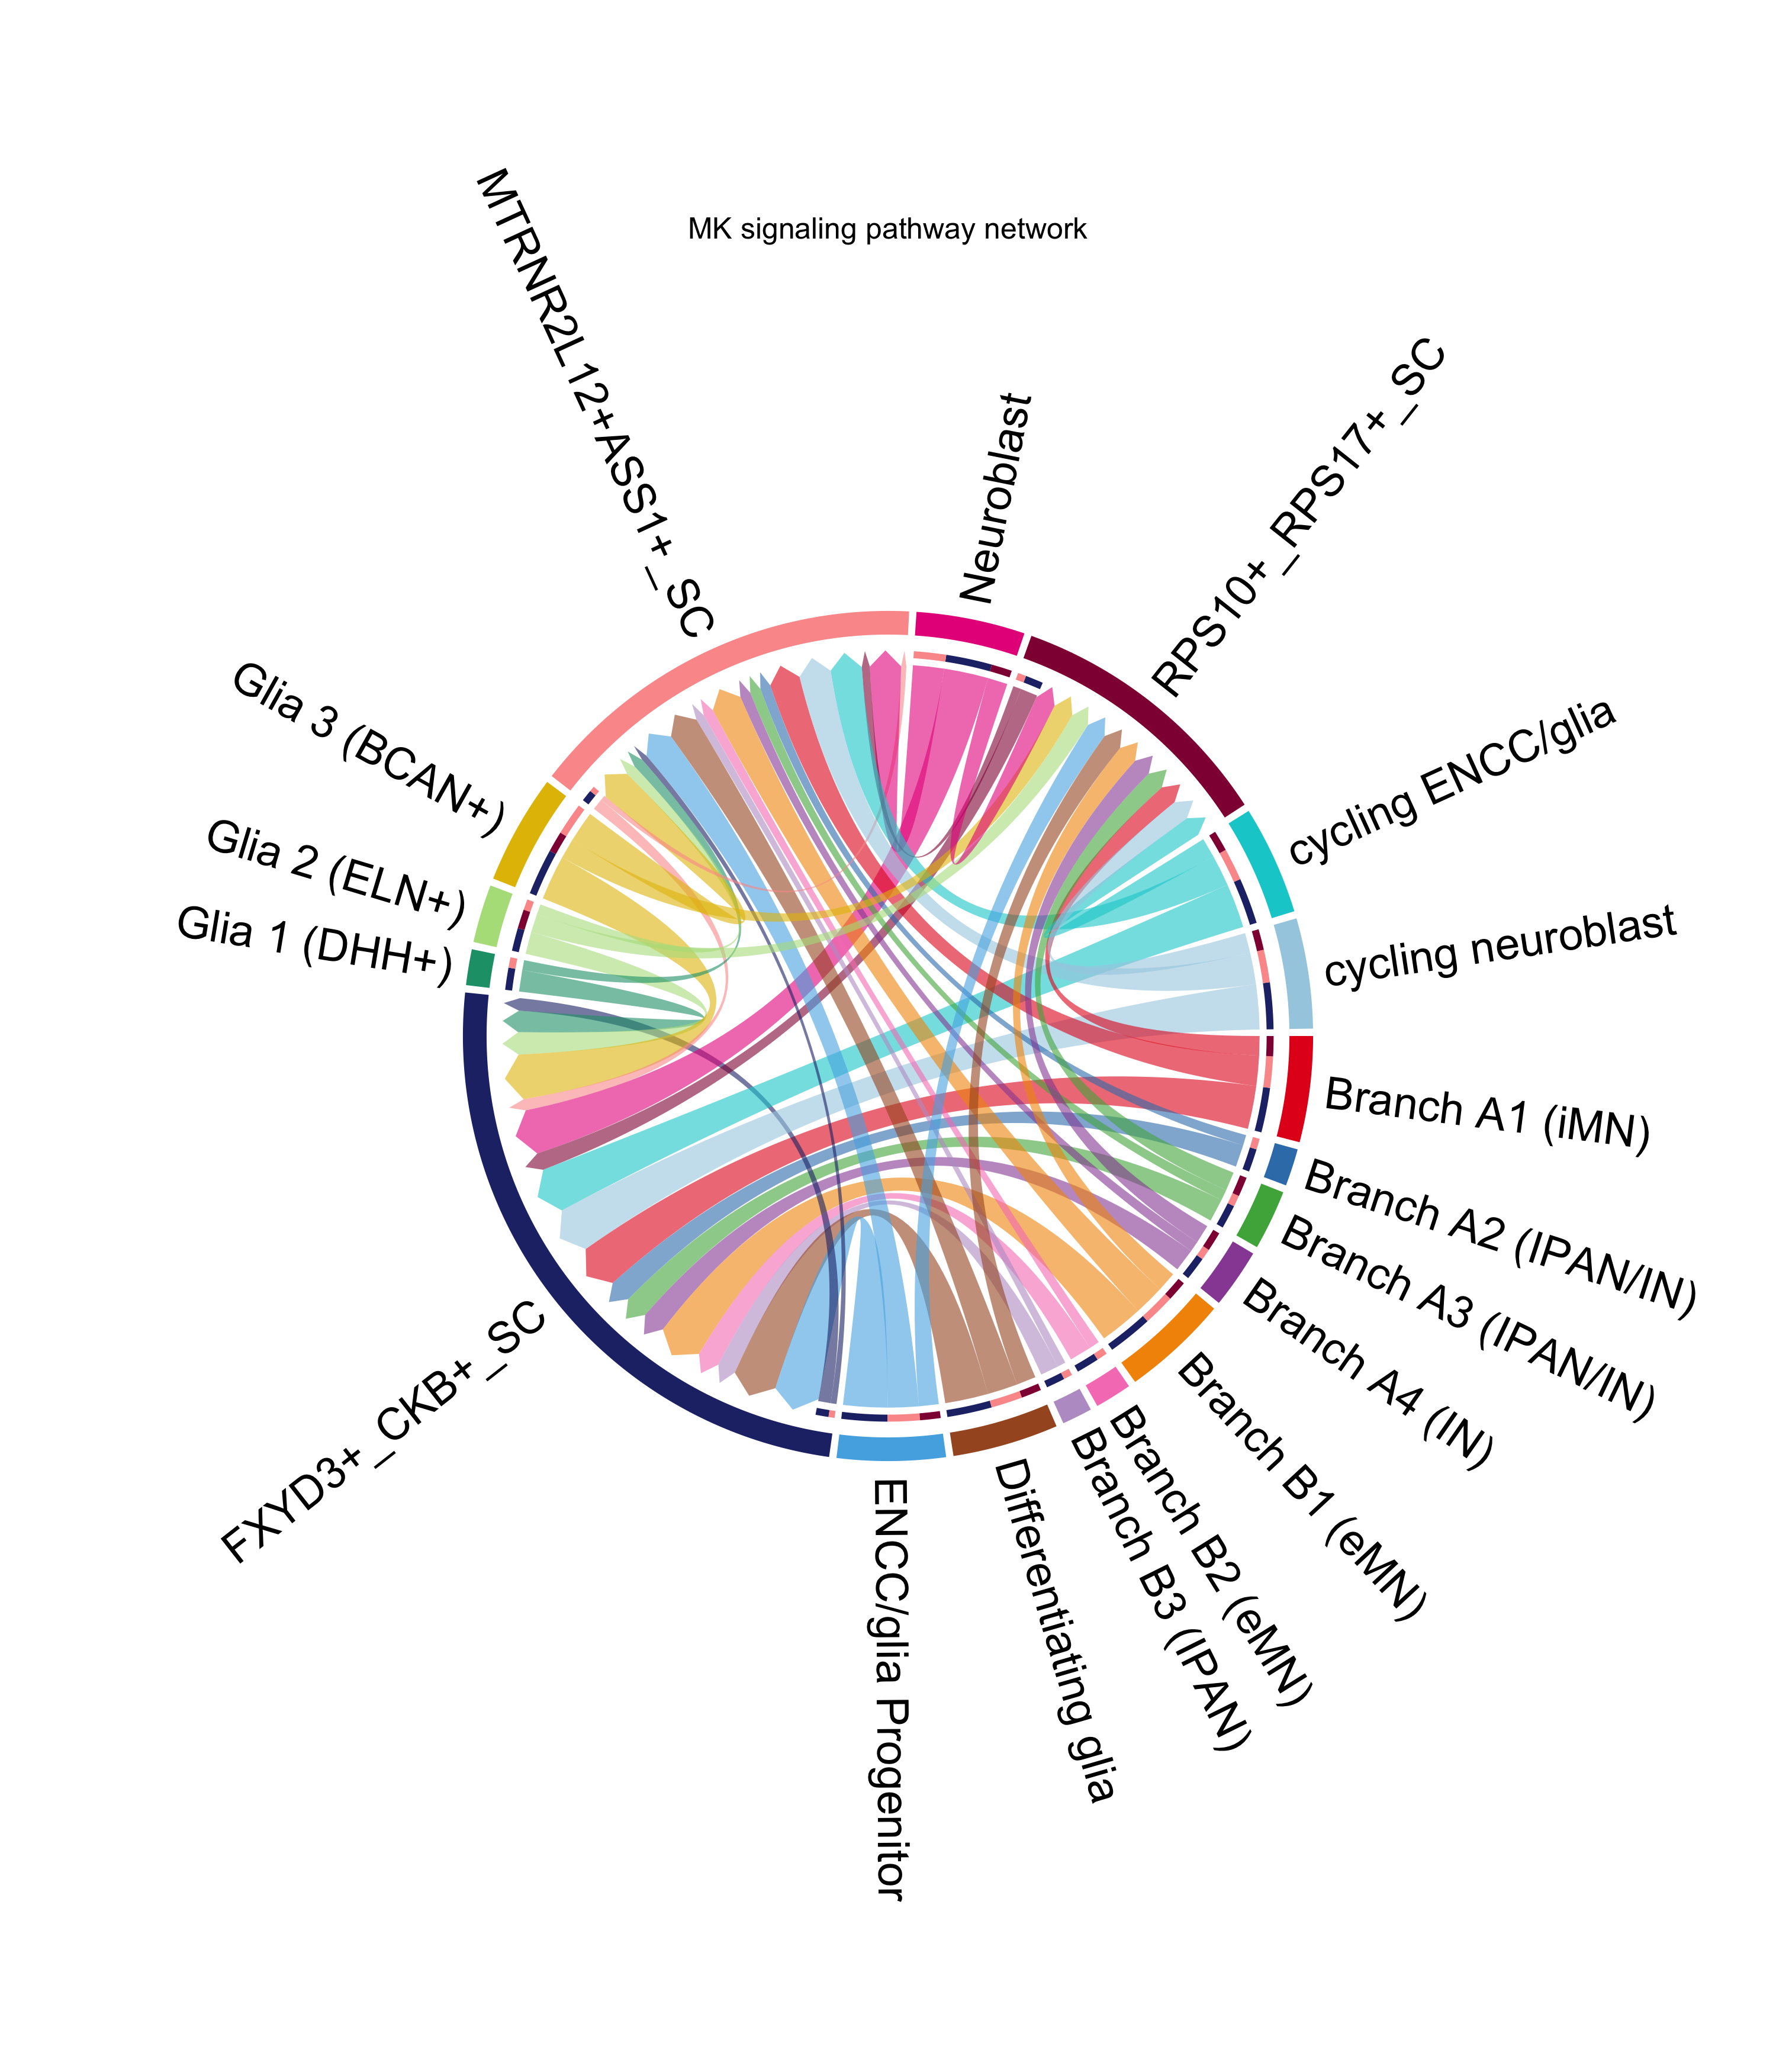 MK signaling pathway network
MTRNR2L12+ASS1+_SC
Neuroblast
RPS10+_RPS17+_SC
cycling ENCC/glia
cycling neuroblast
Branch A1 (iMN)
Branch A2 (IPAN/IN)
Branch A3 (IPAN/IN)
Branch A4 (IN)
Branch B1 (eMN)
Branch B2 (eMN)
Branch B3 (IPAN)
Differentiating glia
ENCC/glia Progenitor
FXYD3+_CKB+_SC
Glia 1 (DHH+)
Glia 2 (ELN+)
Glia 3 (BCAN+)